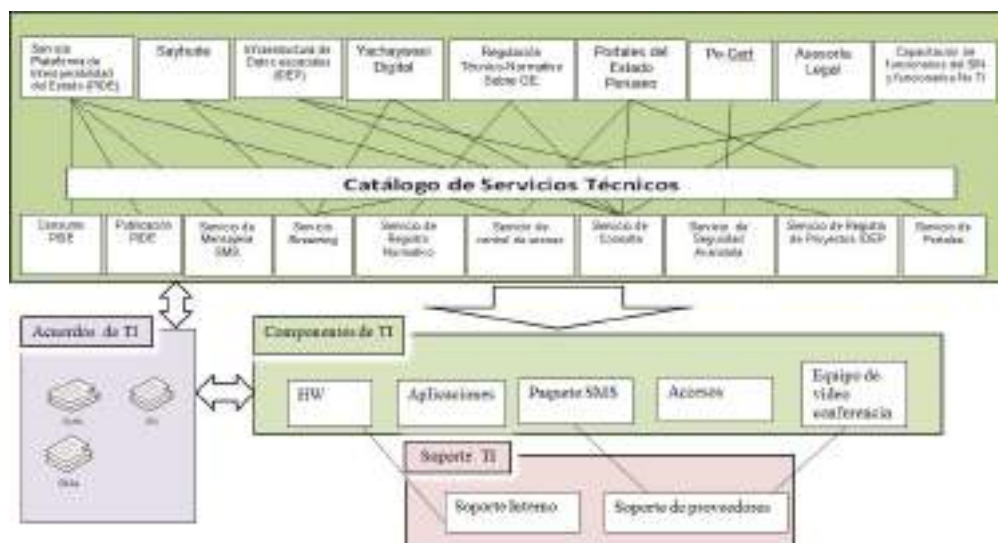 Servicio
Plataforma de
Interoperabilidad
del Estado (PIDE)
Sayhuite
Infraestructura de
Datos espaciales
(IDEP)
Yachaywasi
Digital
Regulación
Técnico-Normativo
Sobre GE.
Portales del
Estado
Peruano
Pe-Cert
Asesoría
Legal
Capacitación de
funcionarios del SIN
y funcionarios No TI
Catálogo de Servicios Técnicos
Consumo
PIDE
Publicación
PIDE
Servicio de
Mensajería
SMS
Servicio
Streaming
Servicio de
Registro
Normativo
Servicio de
control de acceso
Servicio de
Consulta
Servicio de
Seguridad
Avanzada
Servicio de Registro
de Proyectos IDEP
Servicio de
Portales
Acuerdos de TI
Componentes de TI
HW
Aplicaciones
Paquete SMS
Accesos
Equipo de
video
conferencia
Soporte TI
Soporte Interno
Soporte de proveedores